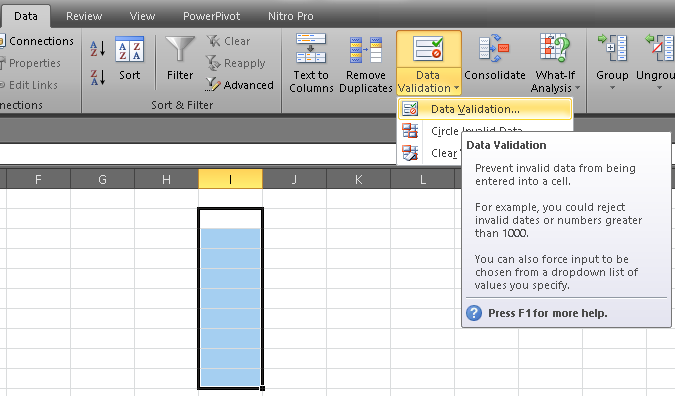 Data Review View PowerPivot Nitro Pro
Connections
Properties
Edit Links
nnections
Sort
Filter
Clear
Reapply
Advanced
Sort & Filter
Text to
Columns
Remove
Duplicates
Data
Validation
Consolidate
What-If
Analysis
Group
Ungrou
Data Validation...
Circle Invalid Data
Clear
Data Validation
Prevent invalid data from being
entered into a cell.
For example, you could reject
invalid dates or numbers greater
than 1000.
You can also force input to be
chosen from a dropdown list of
values you specify.
Press F1 for more help.
F G H I J K L